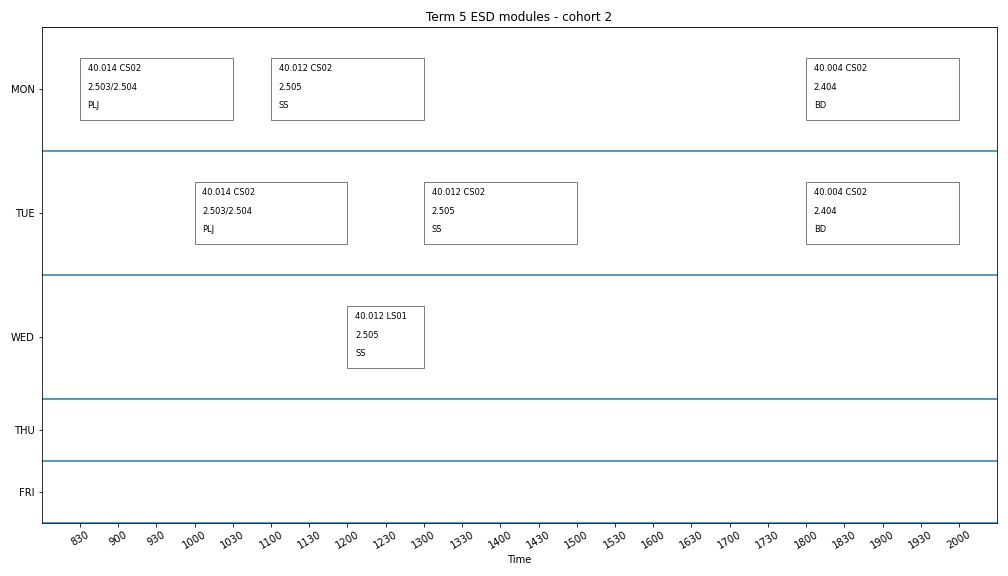 Term 5 ESD modules - cohort 2
MON
40.014 CS02
2.503/2.504
PLJ
40.012 CS02
2.505
SS
40.004 CS02
2.404
BD
TUE
40.014 CS02
2.503/2.504
PLJ
40.012 CS02
2.505
SS
40.004 CS02
2.404
BD
WED
40.012 LS01
2.505
SS
THU
FRI
830 900 930 1000 1030 1100 1130 1200 1230 1300 1330 1400 1430 1500 1600 1630 1700 1730 1800 1830 1900 1930 2000
Time